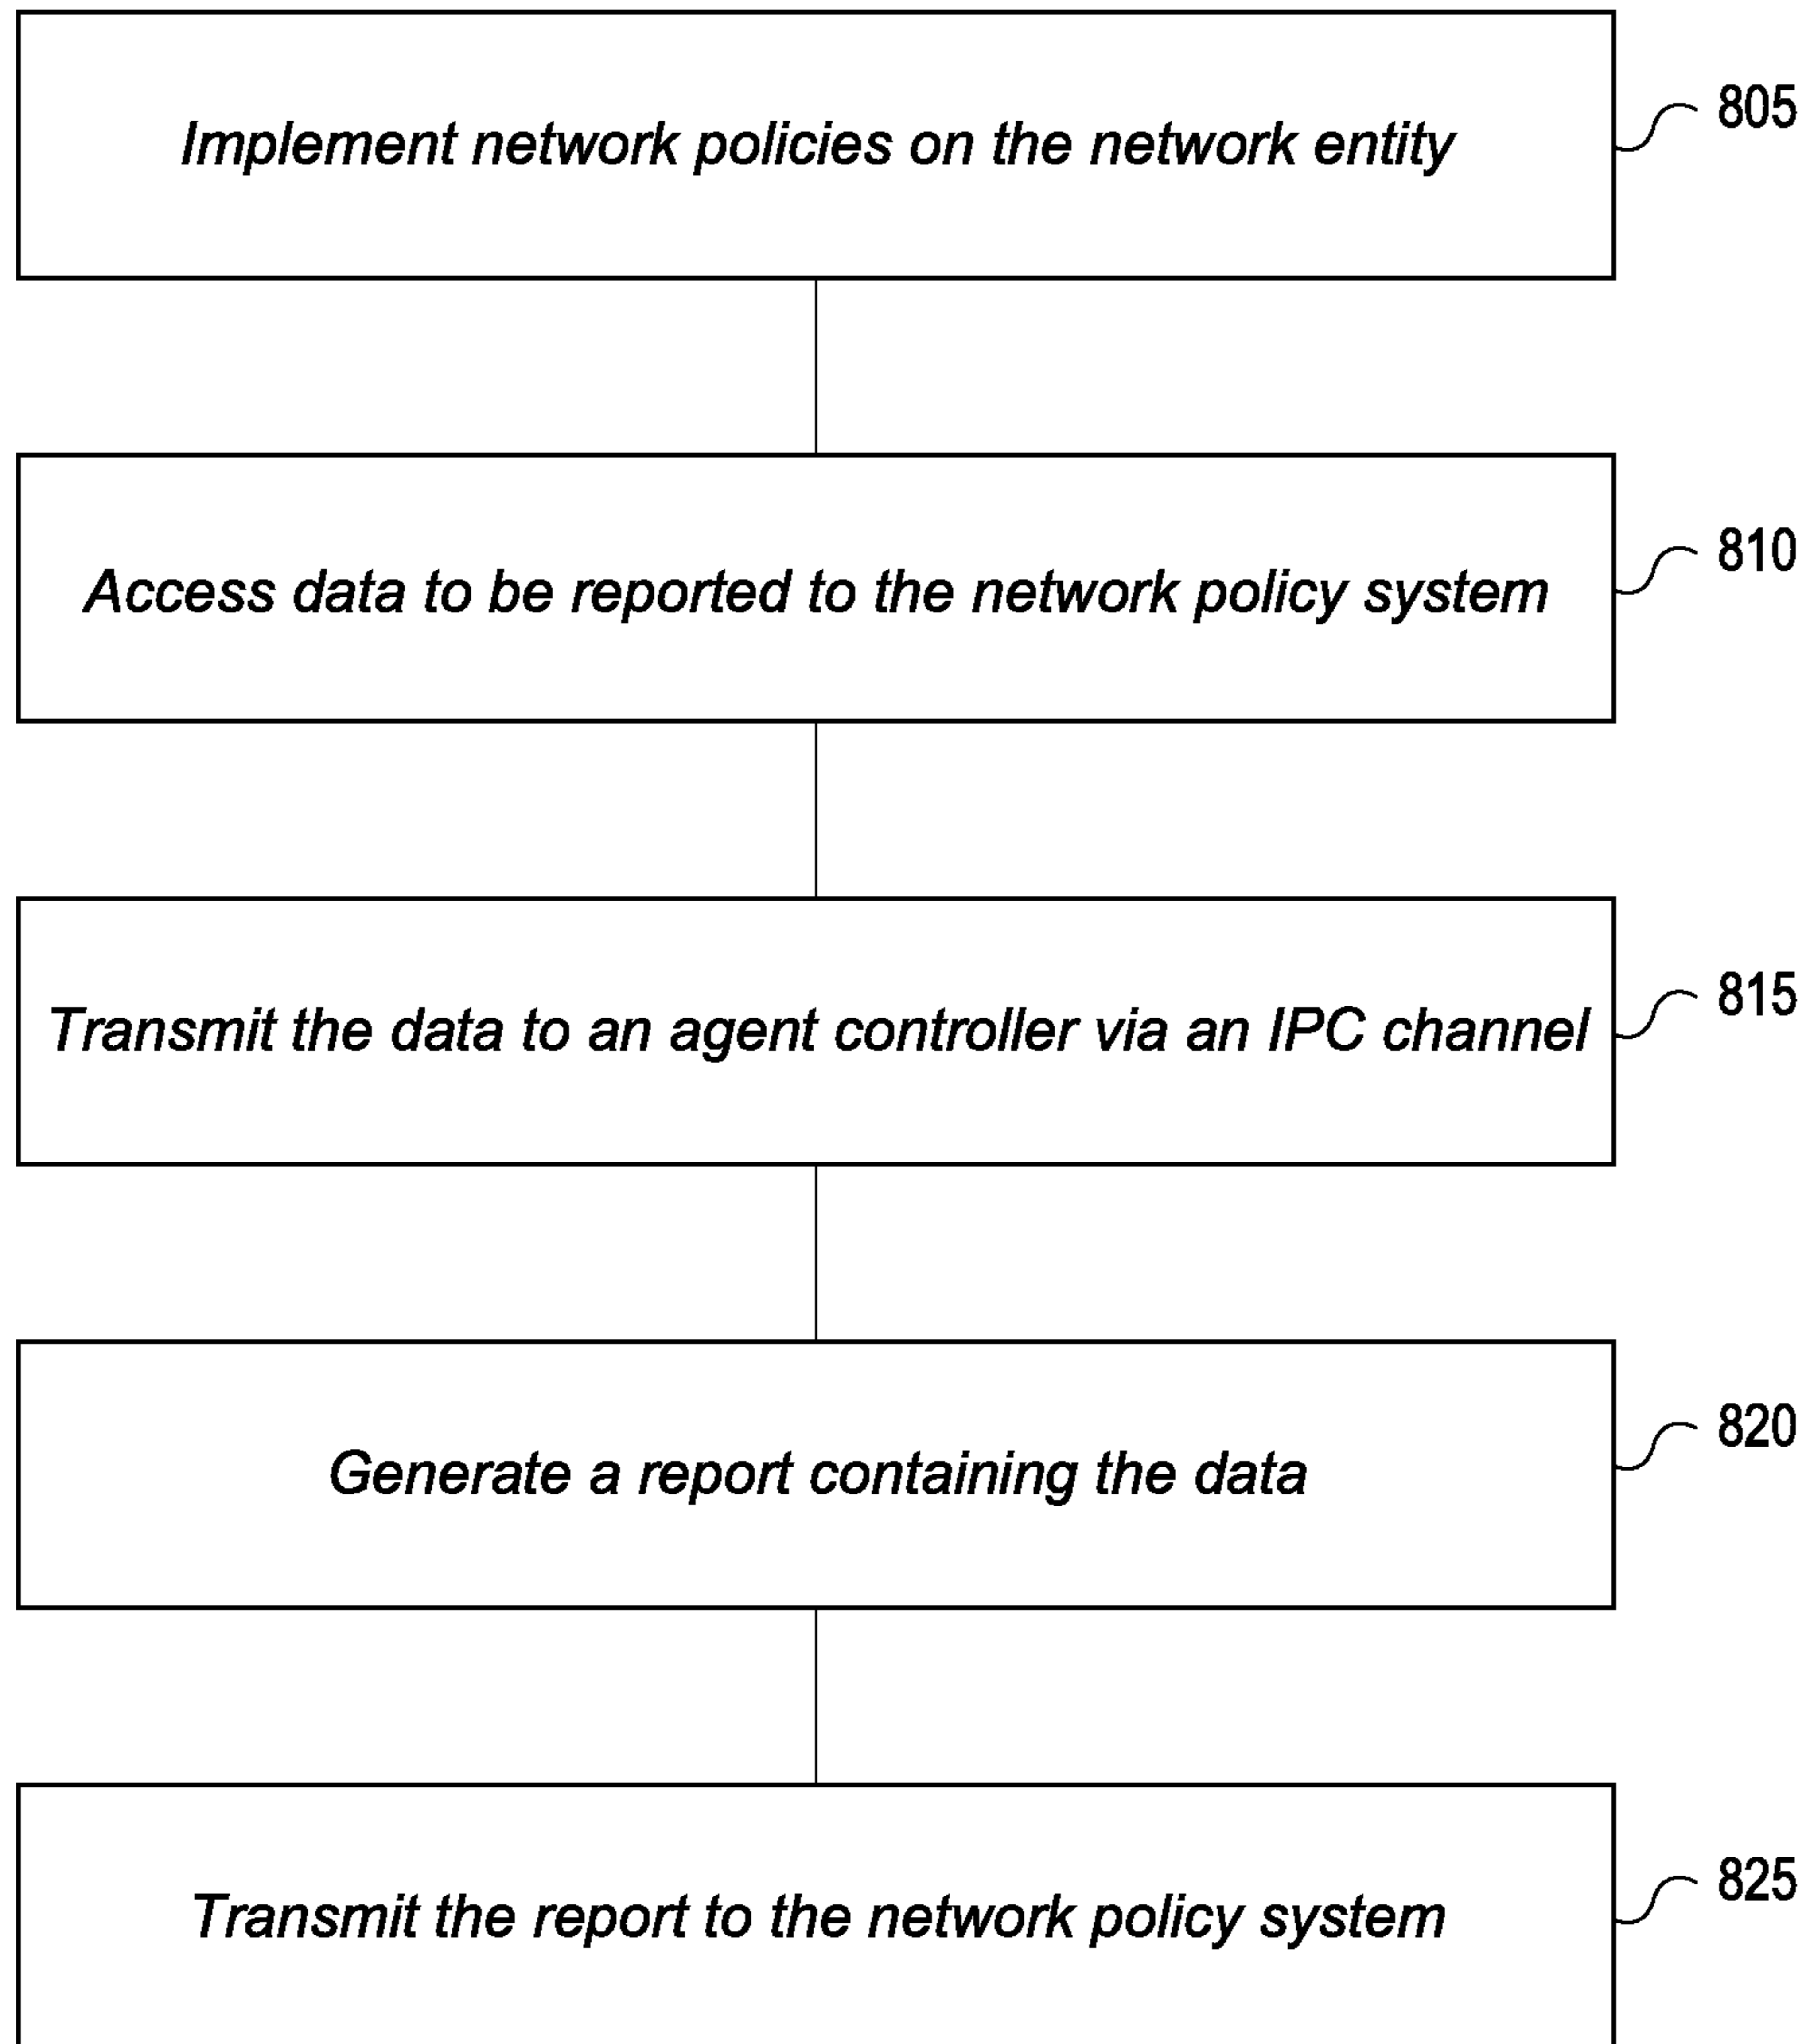 Implement network policies on the network entity
805
Access data to be reported to the network policy system
810
Transmit the data to an agent controller via an IPC channel
815
Generate a report containing the data
820
Transmit the report to the network policy system
825